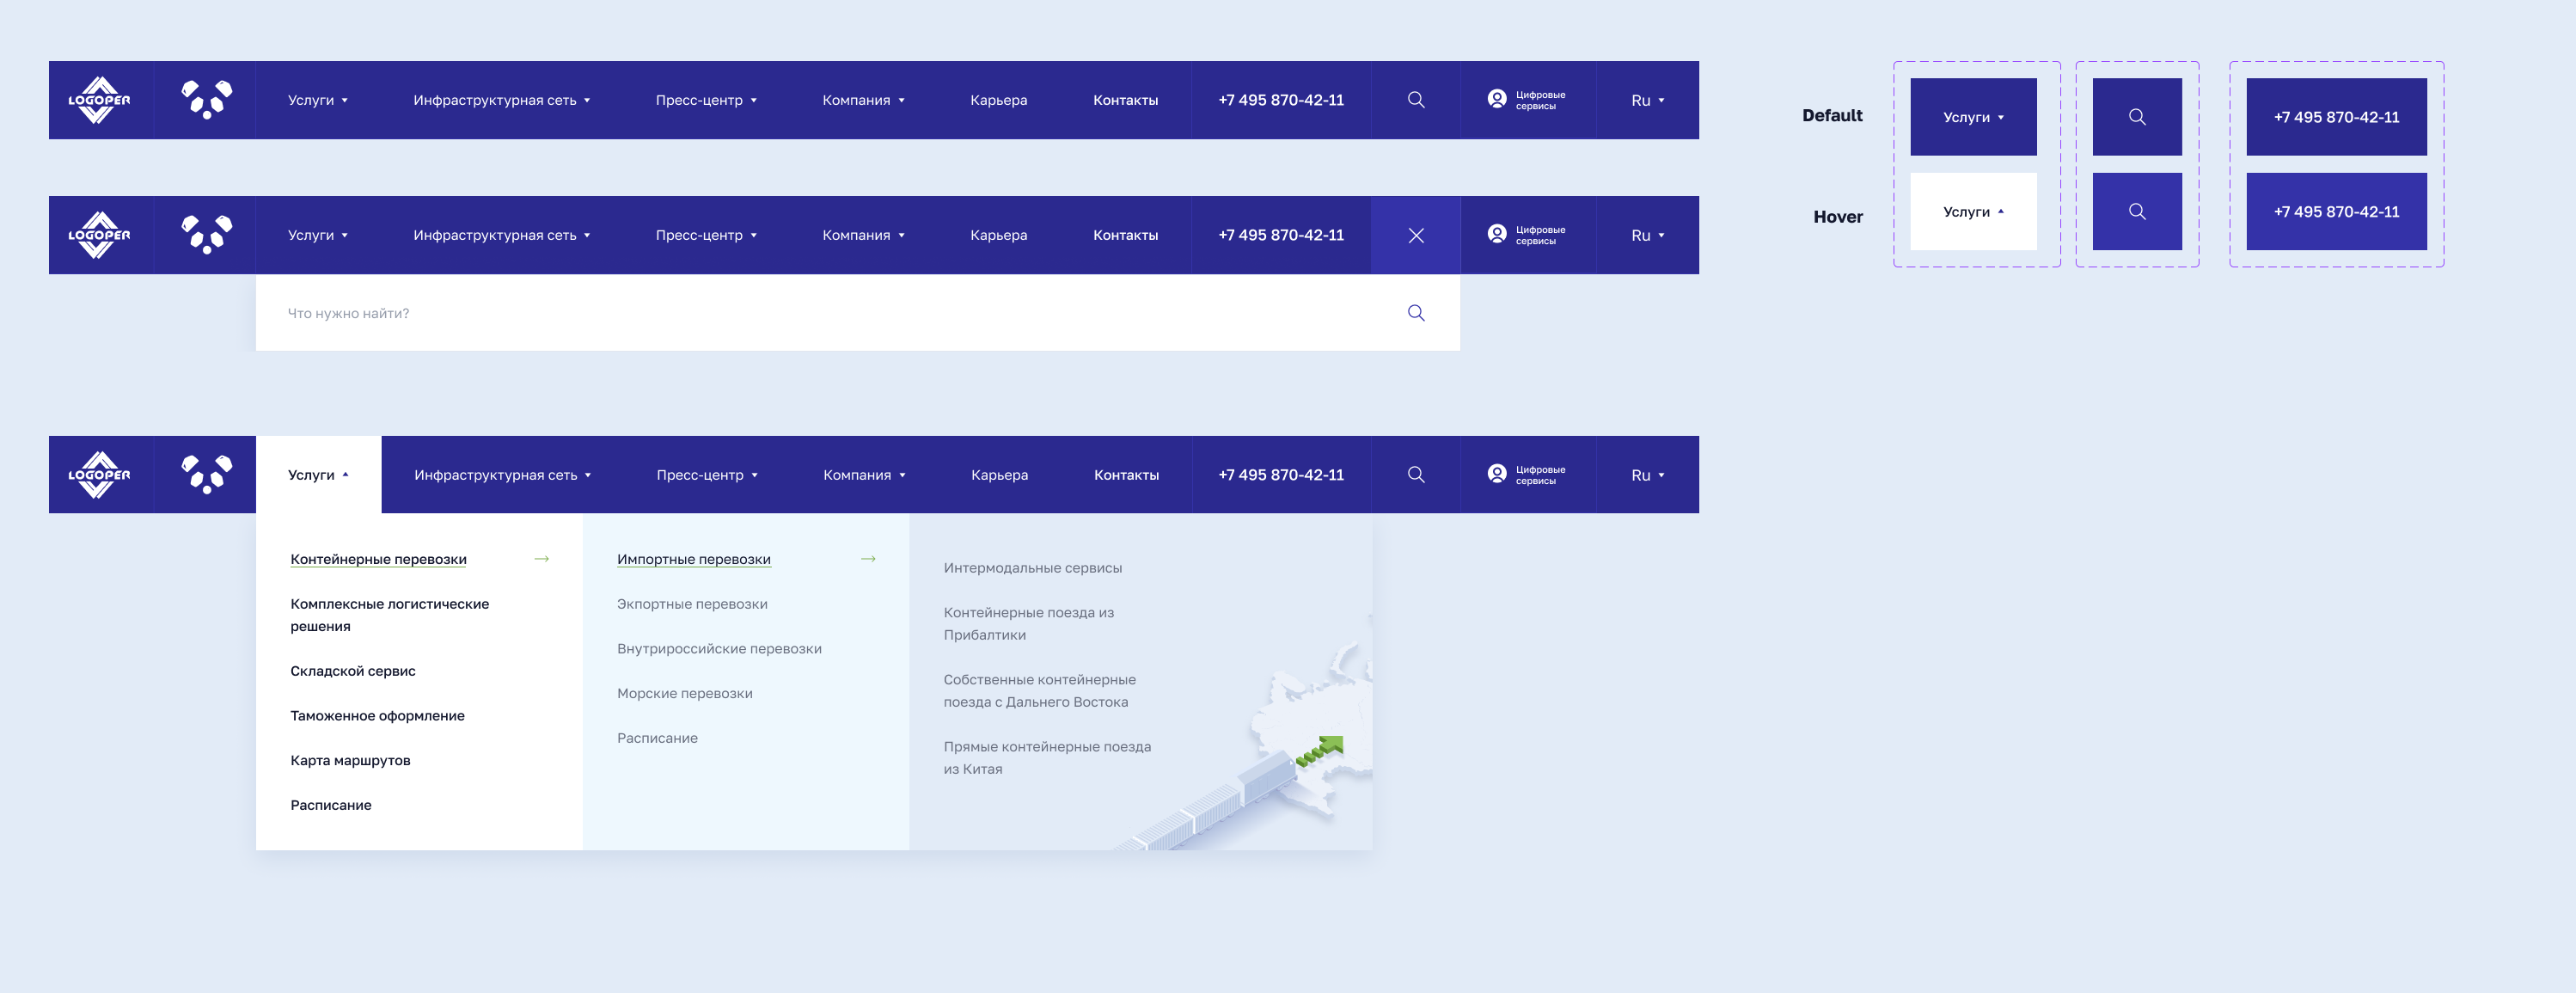 LOGOPER
Услуги
Инфраструктурная сеть
Пресс-центр
Компания
Карьера
Контакты
+7 495 870-42-11
Цифровые
сервисы
Ru
LOGOPER
Услуги
Инфраструктурная сеть
Пресс-центр
Компания
Карьера
Контакты
+7 495 870-42-11
Цифровые
сервисы
Ru
Что нужно найти?
LOGOPER
Услуги
Инфраструктурная сеть
Пресс-центр
Компания
Карьера
Контакты
+7 495 870-42-11
Цифровые
сервисы
Ru
Контейнерные перевозки
Комплексные логистические
решения
Складской сервис
Таможенное оформление
Карта маршрутов
Расписание
Импортные перевозки
Экпортные перевозки
Внутрироссийские перевозки
Морские перевозки
Расписание
Интермодальные сервисы
Контейнерные поезда из
Прибалтики
Собственные контейнерные
поезда с Дальнего Востока
Прямые контейнерные поезда
из Китая
Default
Услуги
+7 495 870-42-11
Hover
Услуги
+7 495 870-42-11